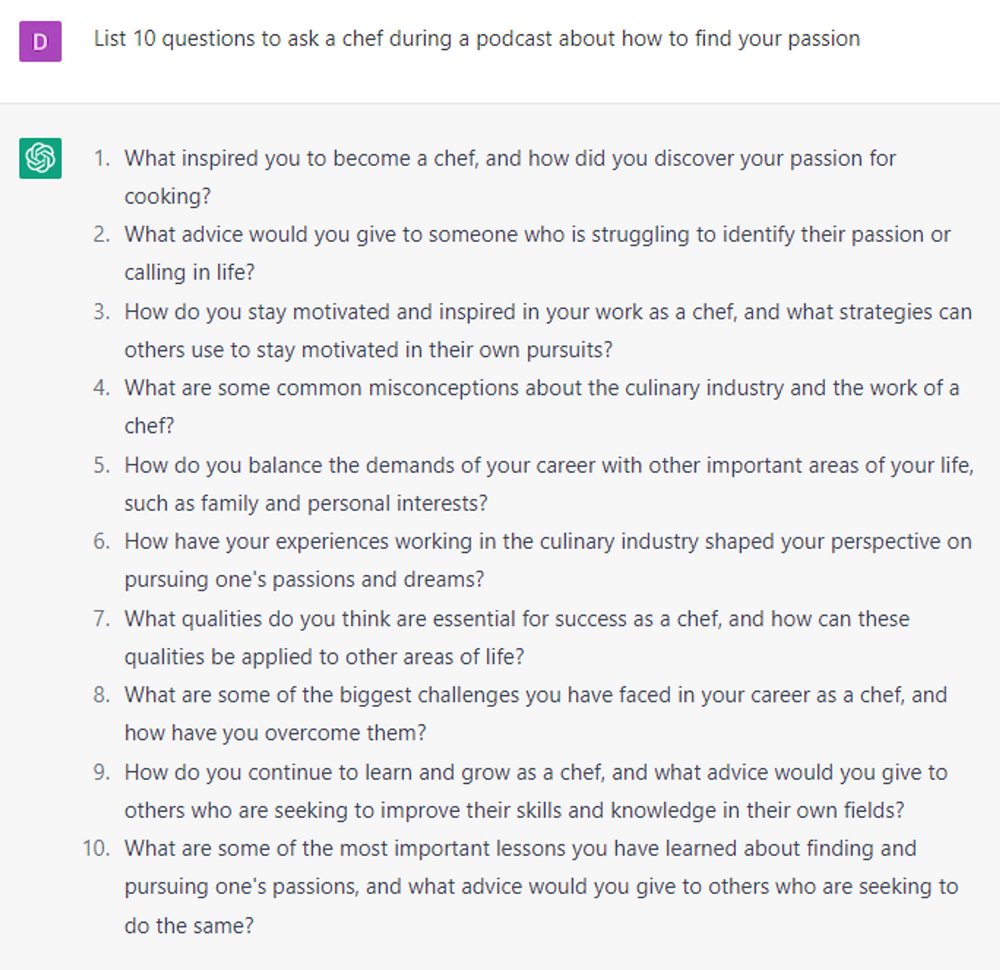 D
List 10 questions to ask a chef during a podcast about how to find your passion
1. What inspired you to become a chef, and how did you discover your passion for
cooking?
2. What advice would you give to someone who is struggling to identify their passion or
calling in life?
3. How do you stay motivated and inspired in your work as a chef, and what strategies can
others use to stay motivated in their own pursuits?
4. What are some common misconceptions about the culinary industry and the work of a
chef?
5. How do you balance the demands of your career with other important areas of your life,
such as family and personal interests?
6. How have your experiences working in the culinary industry shaped your perspective on
pursuing one's passions and dreams?
7. What qualities do you think are essential for success as a chef, and how can these
qualities be applied to other areas of life?
8. What are some of the biggest challenges you have faced in your career as a chef, and
how have you overcome them?
9. How do you continue to learn and grow as a chef, and what advice would you give to
others who are seeking to improve their skills and knowledge in their own fields?
10. What are some of the most important lessons you have learned about finding and
pursuing one's passions, and what advice would you give to others who are seeking to
do the same?